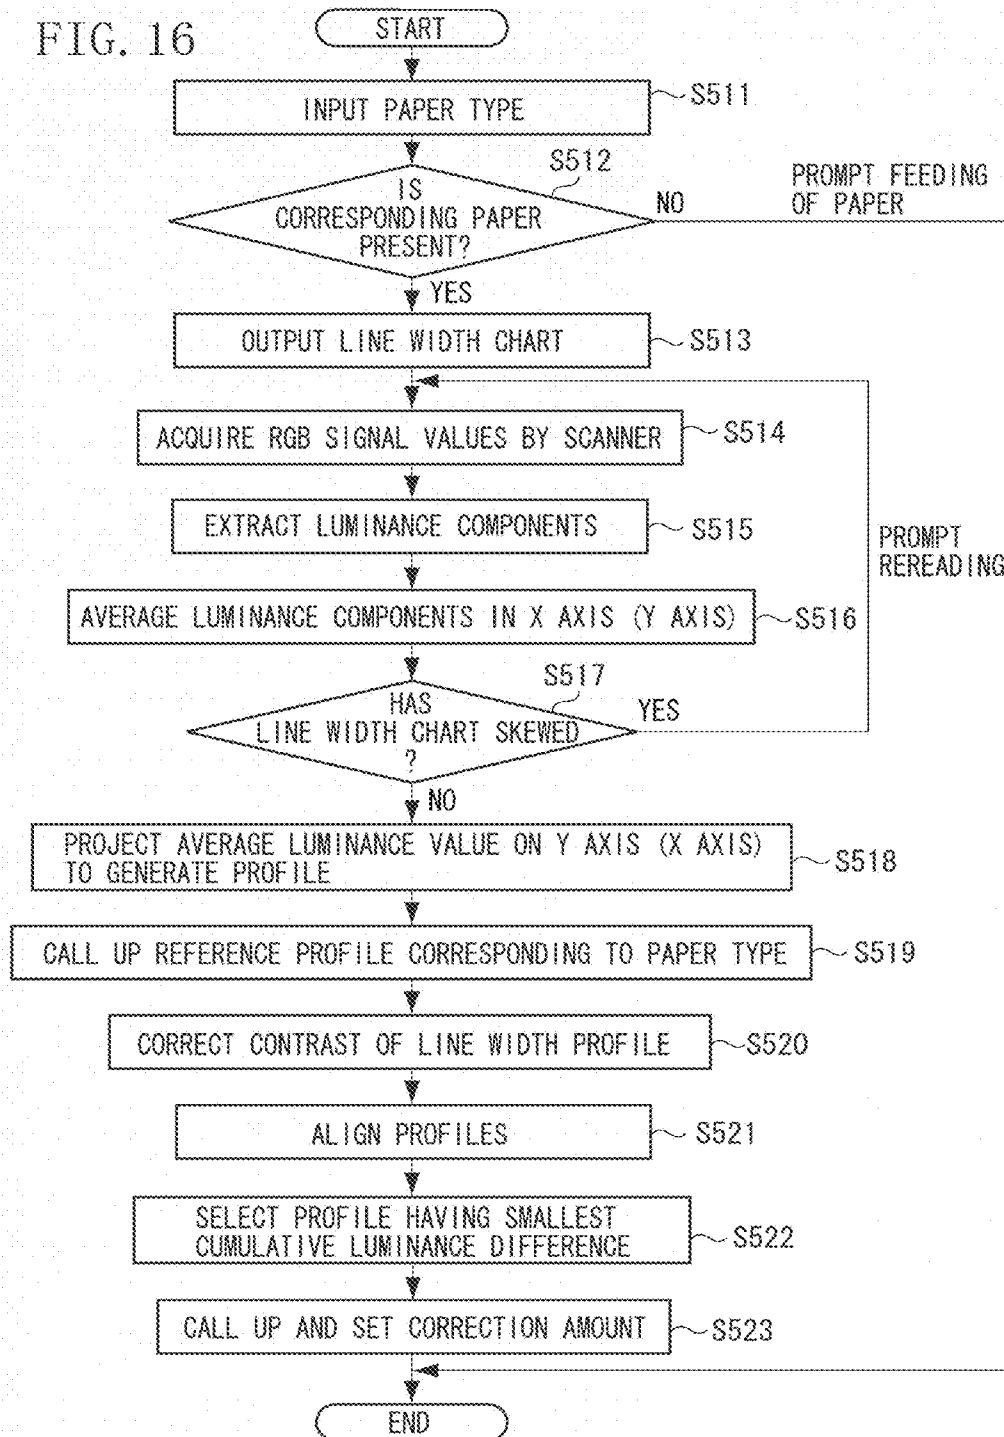 FIG. 16
START
INPUT PAPER TYPE
S511
S512
IS
CORRESPONDING PAPER
PRESENT?
NO
PROMPT FEEDING
OF PAPER
YES
OUTPUT LINE WIDTH CHART
S513
ACQUIRE RGB SIGNAL VALUES BY SCANNER
S514
EXTRACT LUMINANCE COMPONENTS
S515
PROMPT
REREADING
AVERAGE LUMINANCE COMPONENTS IN X AXIS (Y AXIS)
S516
S517
HAS
LINE WIDTH CHART SKEWED
?
YES
NO
PROJECT AVERAGE LUMINANCE VALUE ON Y AXIS (X AXIS)
TO GENERATE PROFILE
S518
CALL UP REFERENCE PROFILE CORRESPONDING TO PAPER TYPE
S519
CORRECT CONTRAST OF LINE WIDTH PROFILE
S520
ALIGN PROFILES
S521
SELECT PROFILE HAVING SMALLEST
CUMULATIVE LUMINANCE DIFFERENCE
S522
CALL UP AND SET CORRECTION AMOUNT
S523
END